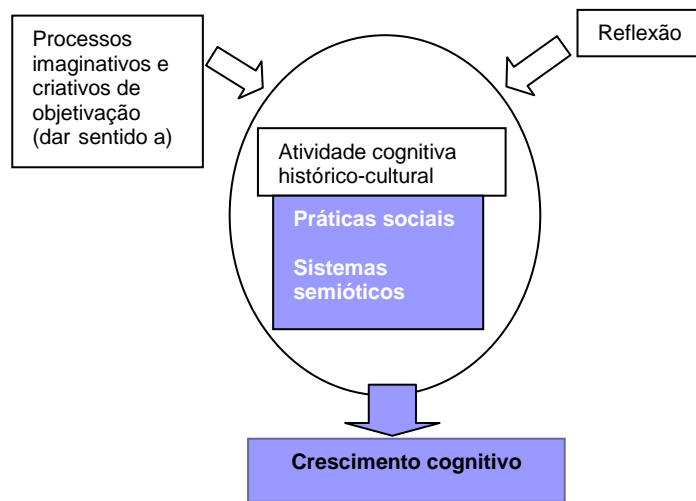 Processos
imaginativos e
criativos de
objetivação
(dar sentido a)
Reflexão
Atividade cognitiva
histórico-cultural
Práticas sociais
Sistemas
semióticos
Crescimento cognitivo